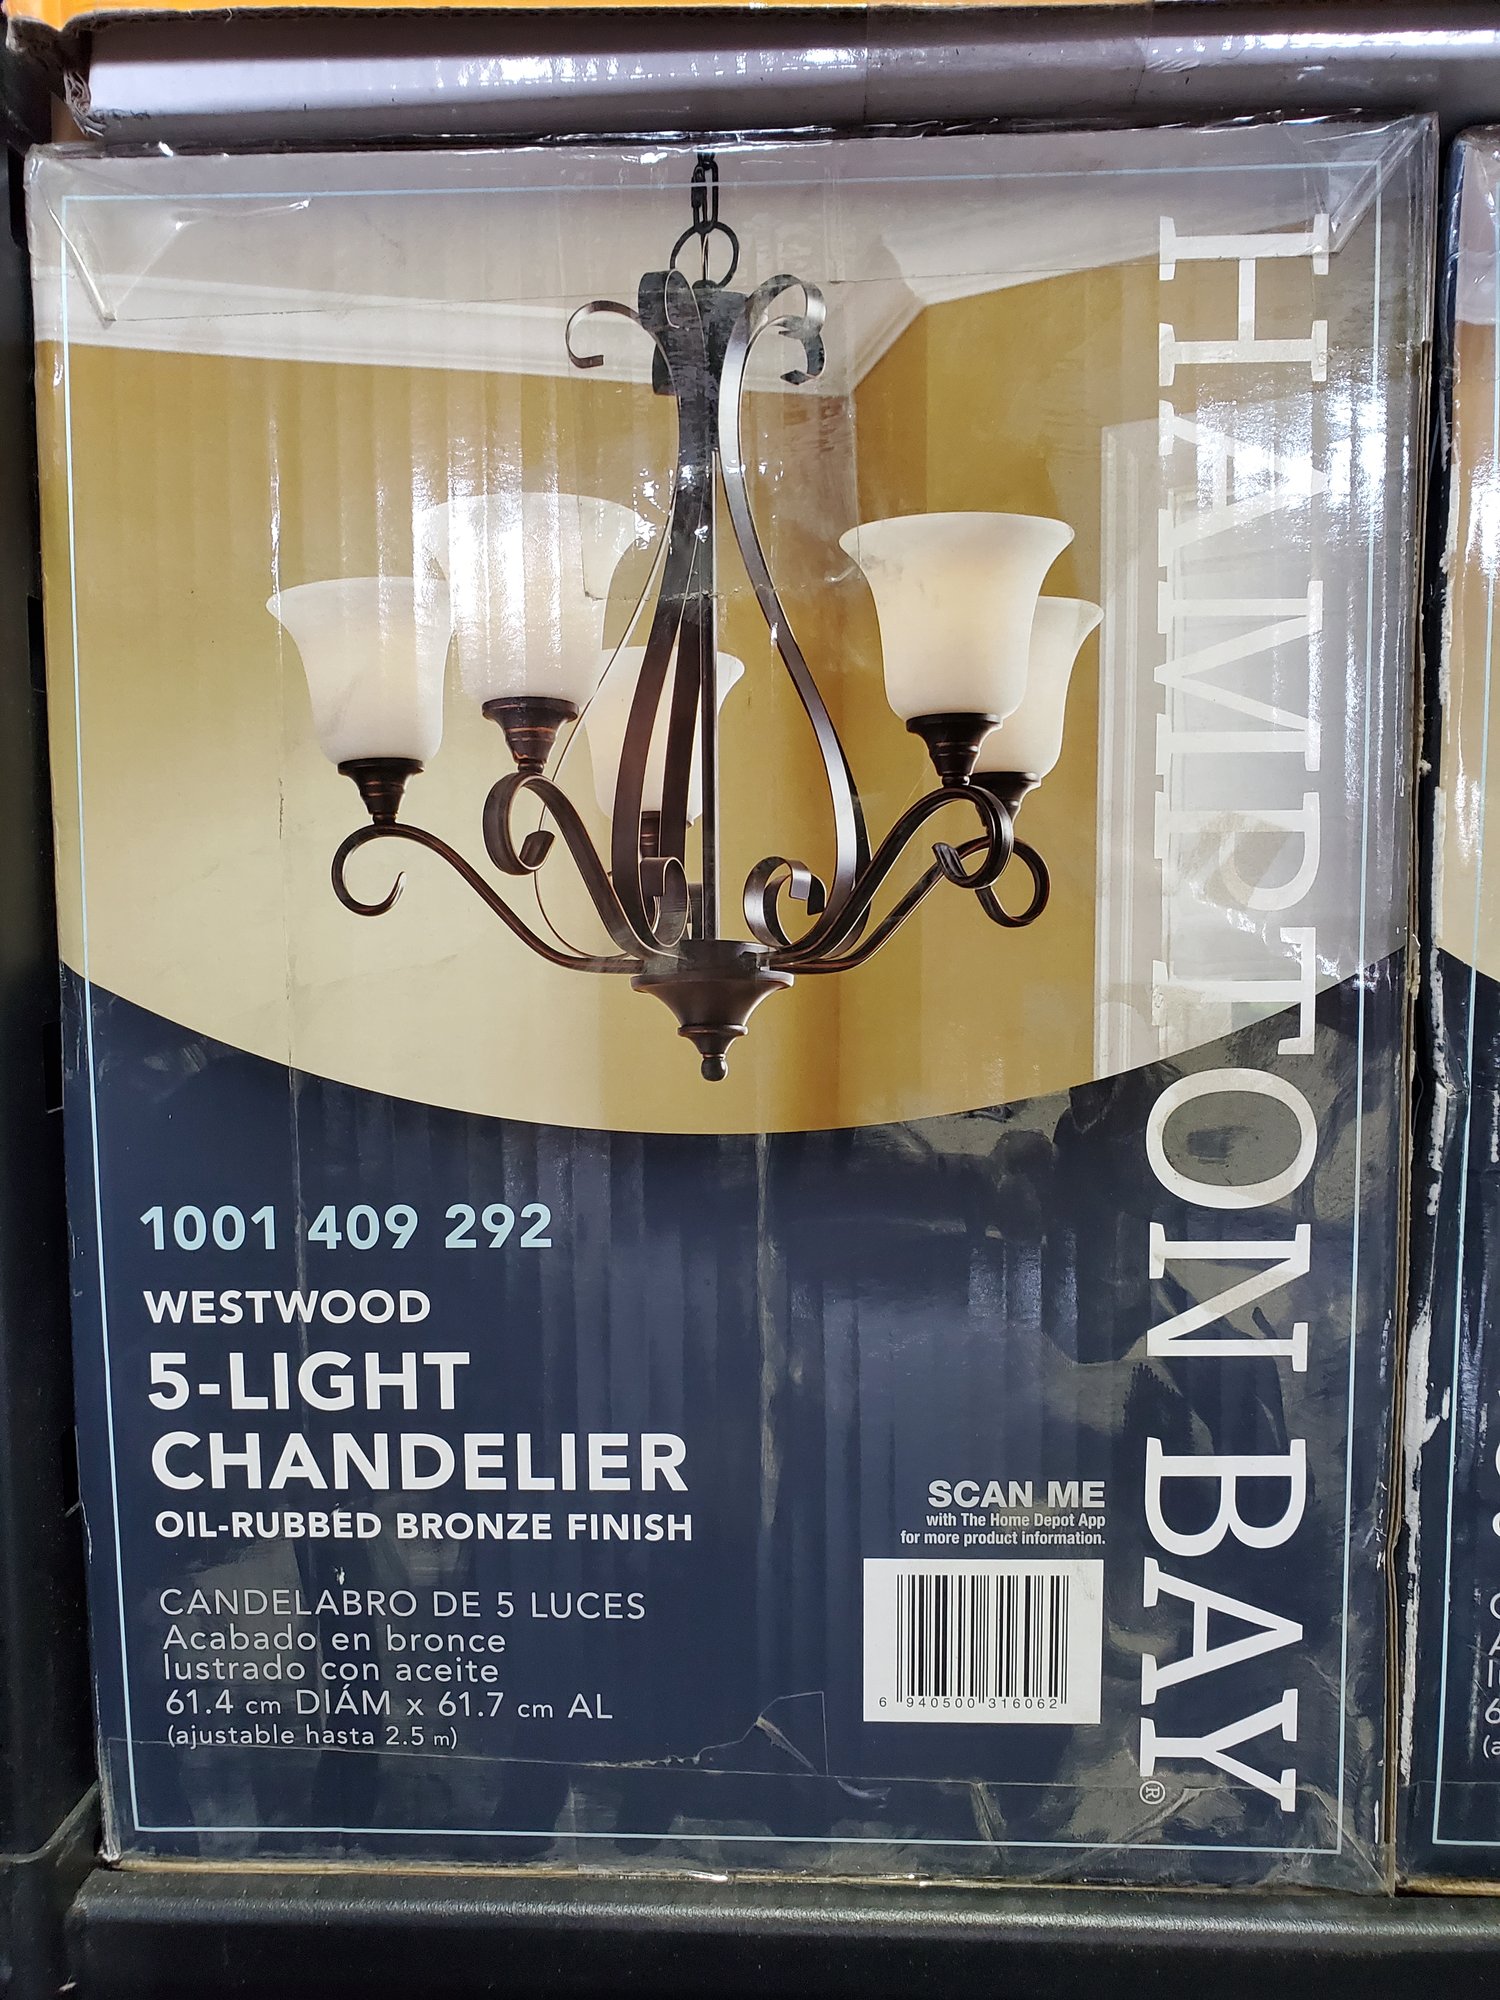 HAMPTON BAY®
1001 409 292
WESTWOOD
5-LIGHT
CHANDELIER
OIL-RUBBED BRONZE FINISH
CANDELABRO DE 5 LUCES
Acabado en bronce
lustrado con aceite
61.4 cm DIÁM x 61.7 cm AL
(ajustable hasta 2.5 m)
SCAN ME
with The Home Depot App
for more product information.
6 940500 316062